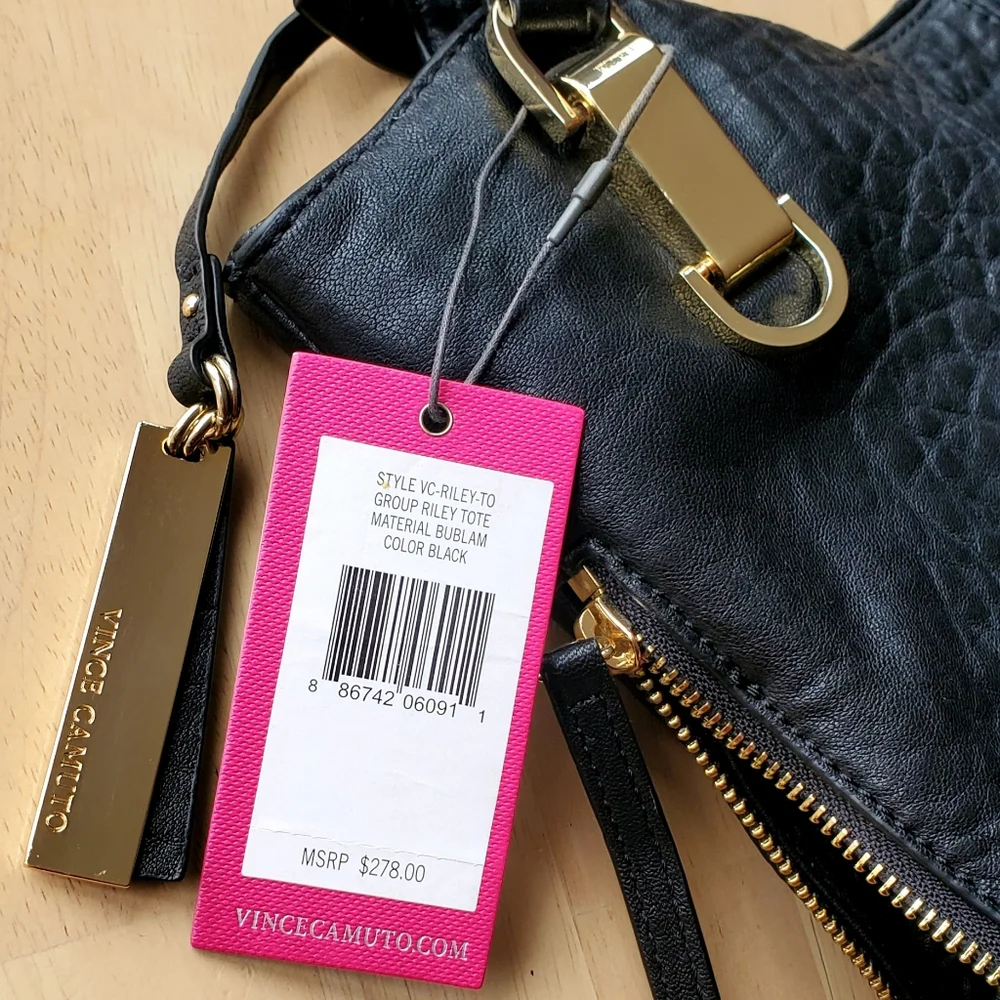 STYLE VC-RILEY-TO
GROUP RILEY TOTE
MATERIAL BUBLAM
COLOR BLACK
8 86742 06091 1
MSRP $278.00
VINCECAMUTO.COM
VINCE CAMUTO